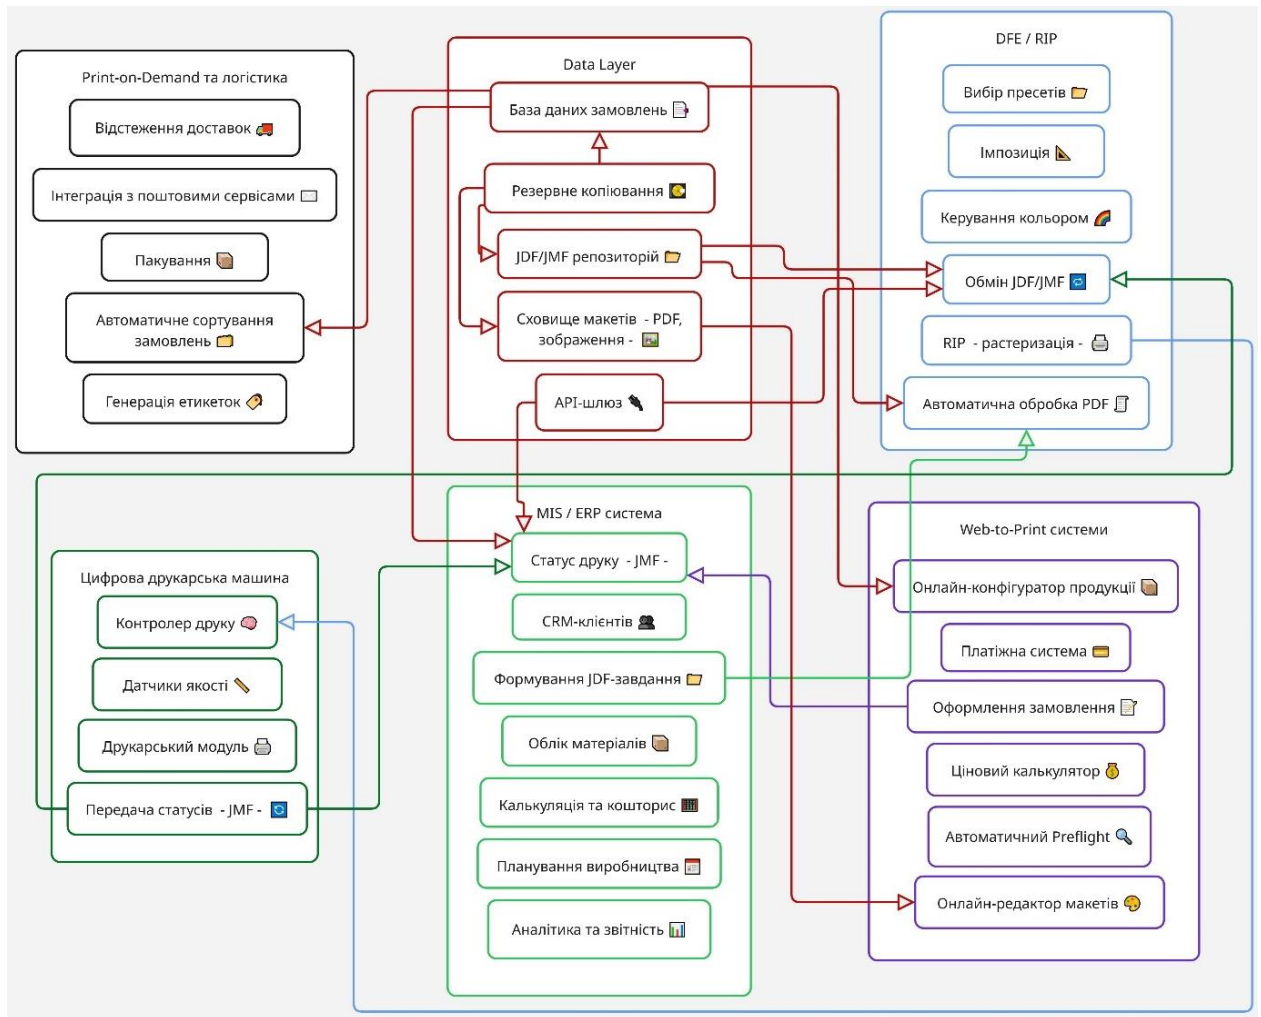 Print-on-Demand та логістика
Відстеження доставок
Інтеграція з поштовими сервісами
Пакування
Автоматичне сортування
замовлень
Генерація етикеток
Data Layer
База даних замовлень
Резервне копіювання
JDF/JMF репозиторій
Сховище макетів - PDF,
зображення -
API-шлюз
DFE / RIP
Вибір пресетів
Імпозиція
Керування кольором
Обмін JDF/JMF
RIP - растеризація -
Автоматична обробка PDF
Цифрова друкарська машина
Контролер друку
Датчики якості
Друкарський модуль
Передача статусів - JMF -
MIS / ERP система
Статус друку - JMF -
CRM-клієнтів
Формування JDF-завдання
Облік матеріалів
Калькуляція та кошторис
Планування виробництва
Аналітика та звітність
Web-to-Print системи
Онлайн-конфігуратор продукції
Платіжна система
Оформлення замовлення
Ціновий калькулятор
Автоматичний Preflight
Онлайн-редактор макетів